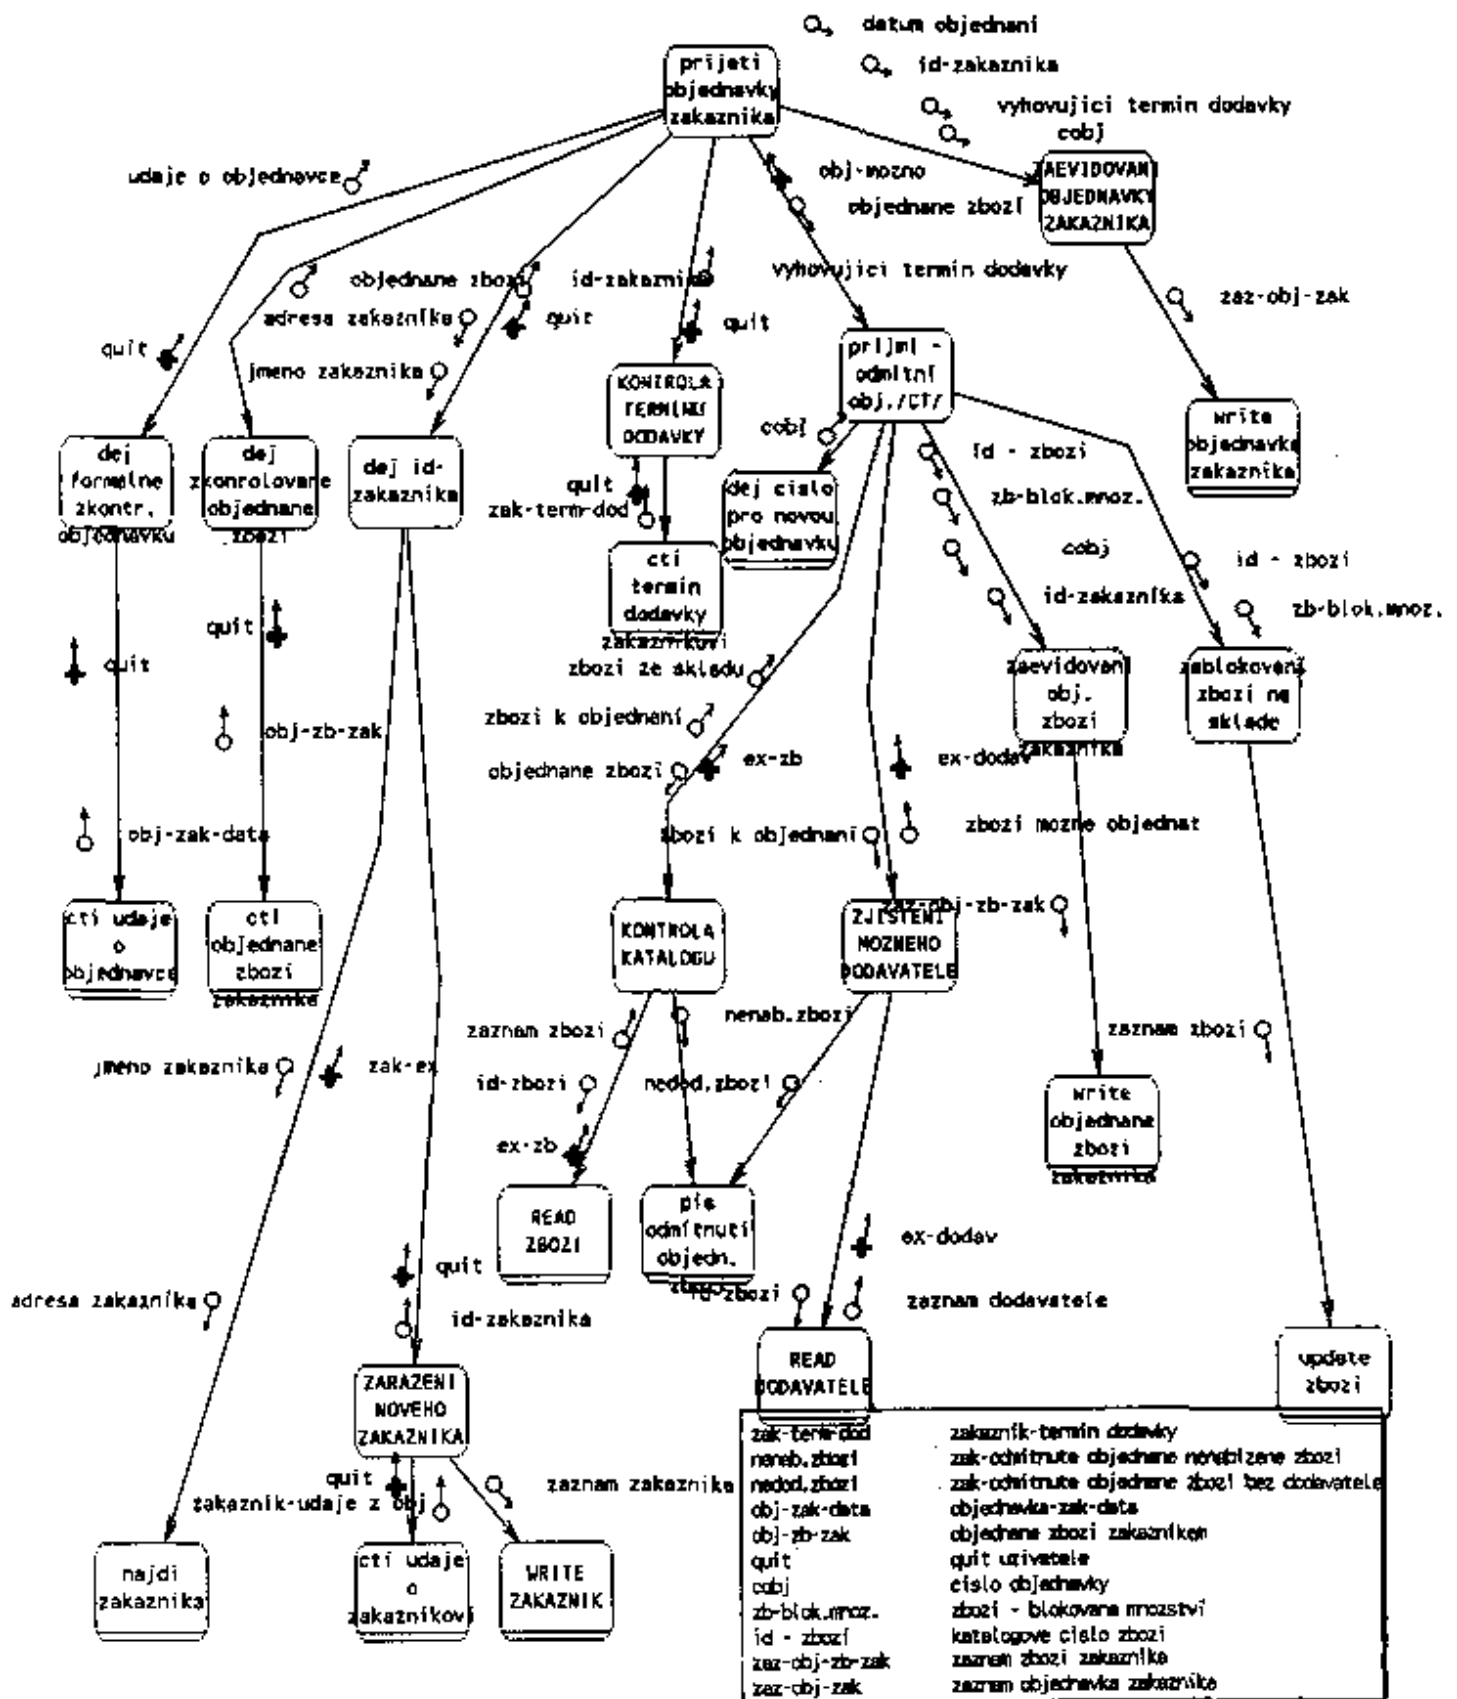 datum objednani
prijeti
objednavky
zakaznika
id-zakaznika
vyhovujici termin dodavky
cobj
udaje o objednavce
obj-mozno
objednane zbozi
ZAEVIDOVANI
OBJEDNAVKY
ZAKAZNIKA
vyhovujici termin dodavky
objednane zbozi
id-zakaznika
zaz-obj-zak
adresa zakaznika
quit
quit
quit
jmeno zakaznika
prijmi -
odmitni
obj./CT/
KONTROLA
TERMINU
DODAVKY
cobj
write
objednavka
zakaznika
dej
formalne
zkontr.
objednavku
dej
zkonrolovane
objednane
zbozi
dej id-
zakaznika
id - zbozi
quit
zak-term-dod
dej cislo
pro novou
objednavku
zb-blok.mnoz.
cobj
id-zakaznika
id - zbozi
zb-blok.mnoz.
cti
termin
dodavky
zakaznikovi
quit
quit
zbozi ze skladu
zaevidovani
obj.
zbozi
zakaznika
zablokovani
zbozi na
sklade
zbozi k objednani
obj-zb-zak
objednane zbozi
ex-zb
ex-dodav
obj-zak-data
zbozi k objednani
zbozi mozne objednat
cti udaje
o
objednavce
cti
objednane
zbozi
zakaznika
KONTROLA
KATALOGU
ZJISTENI
MOZNEHO
DODAVATELE
zaz-obj-zb-zak
zaznam zbozi
nenab.zbozi
zaznam zbozi
jmeno zakaznika
zak-ex
id-zbozi
nedod.zbozi
write
objednane
zbozi
zakaznika
ex-zb
READ
ZBOZI
pis
odmitnuti
objedn.
ex-dodav
quit
id-zbozi
zaznam dodavatele
adresa zakaznika
id-zakaznika
READ
DODAVATELE
update
zbozi
ZARAZENI
NOVEHO
ZAKAZNIKA
quit
zakaznik-udaje z obj
zaznam zakaznika
najdi
zakaznika
cti udaje
o
zakaznikovi
WRITE
ZAKAZNIK
zak-term-dod zakaznik-termin dodavky
nenab.zbozi zak-odmitnute objednane nenabizene zbozi
nedod.zbozi zak-odmitnute objednane zbozi bez dodavatele
obj-zak-data objednavka-zak-data
obj-zb-zak objednane zbozi zakaznikem
quit quit uzivatele
cobj cislo objednavky
zb-blok.mnoz. zbozi - blokovane mnozstvi
id - zbozi katalogove cislo zbozi
zaz-obj-zb-zak zaznam zbozi zakaznika
zaz-obj-zak zaznam objednavka zakaznika